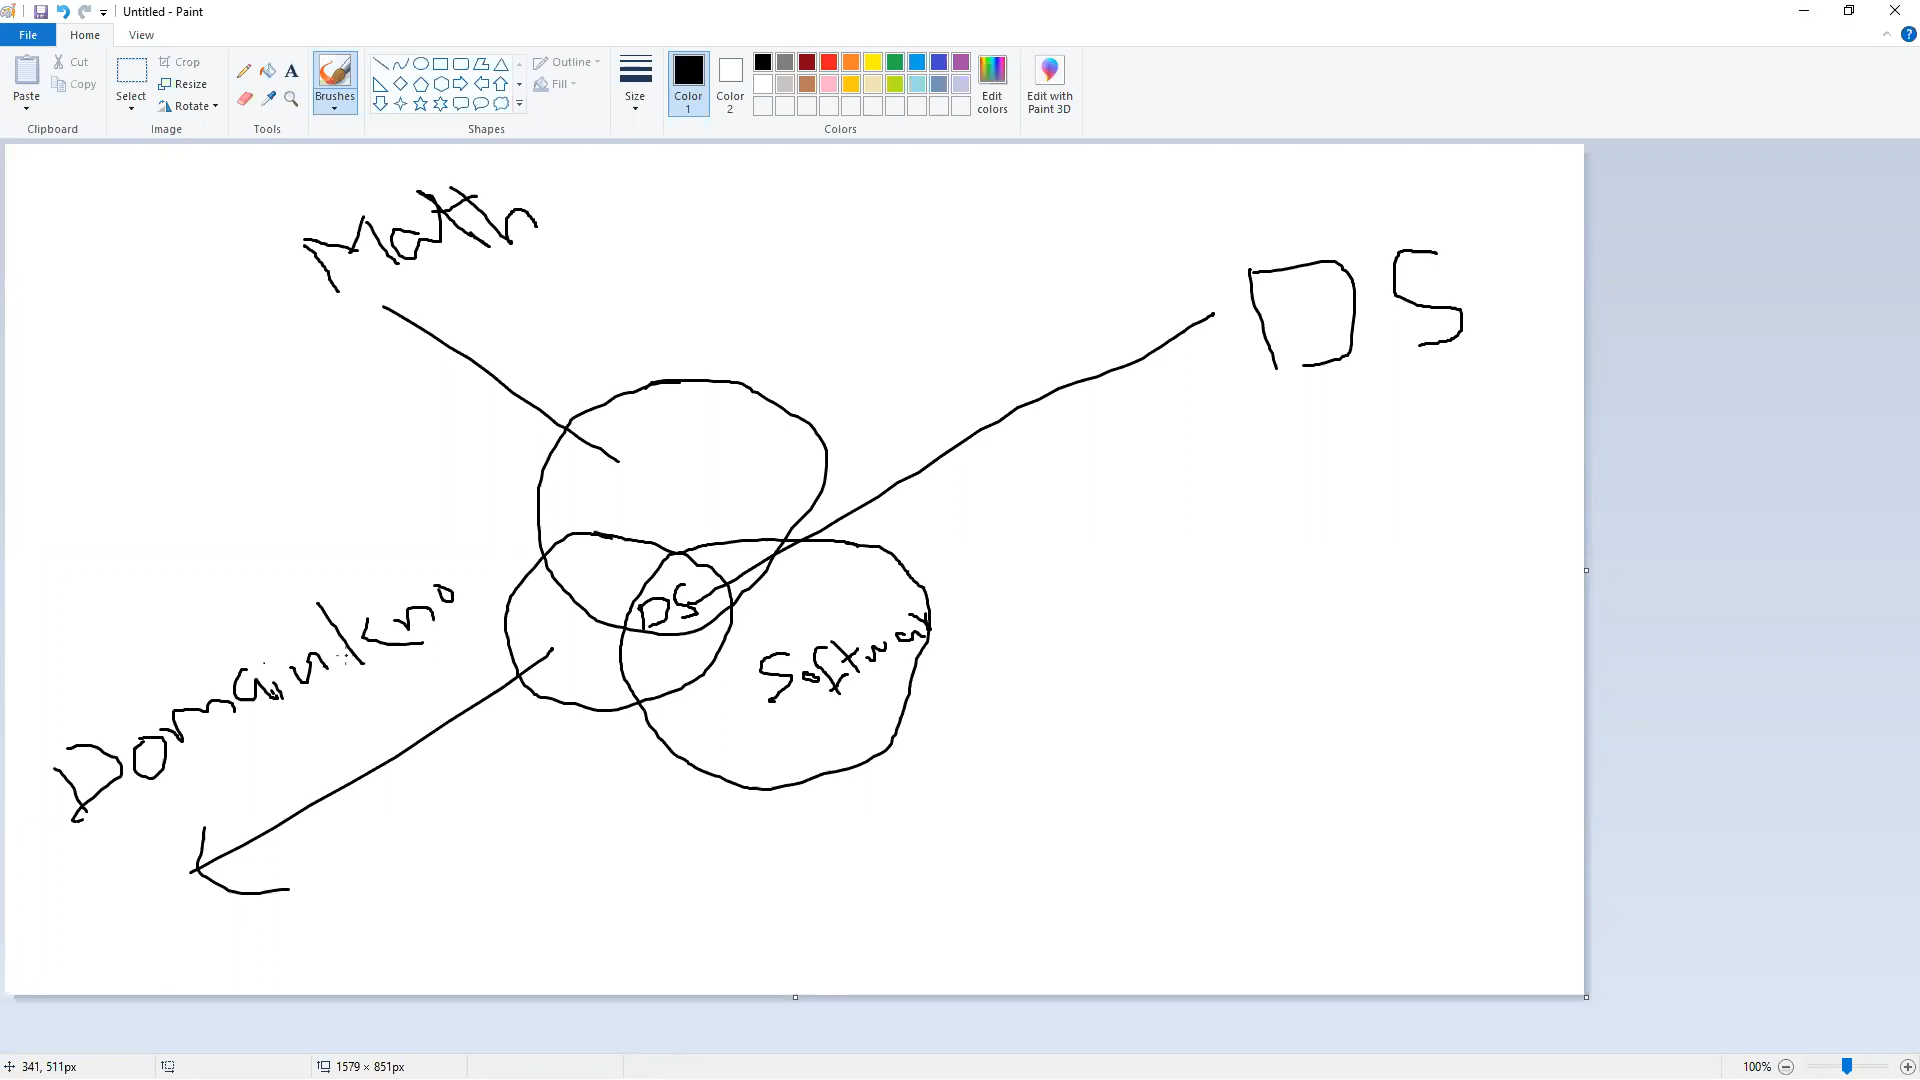 Untitled - Paint
File Home View
Paste
Cut
Copy
Clipboard
Select
Crop
Resize
Rotate
Image
Tools
Brushes
Shapes
Outline
Fill
Size
Color 1
Color 2
Edit colors
Edit with Paint 3D
Colors
Math
DS
DS
Domain kno
Softwar
341, 511px
1579 × 851px
100%